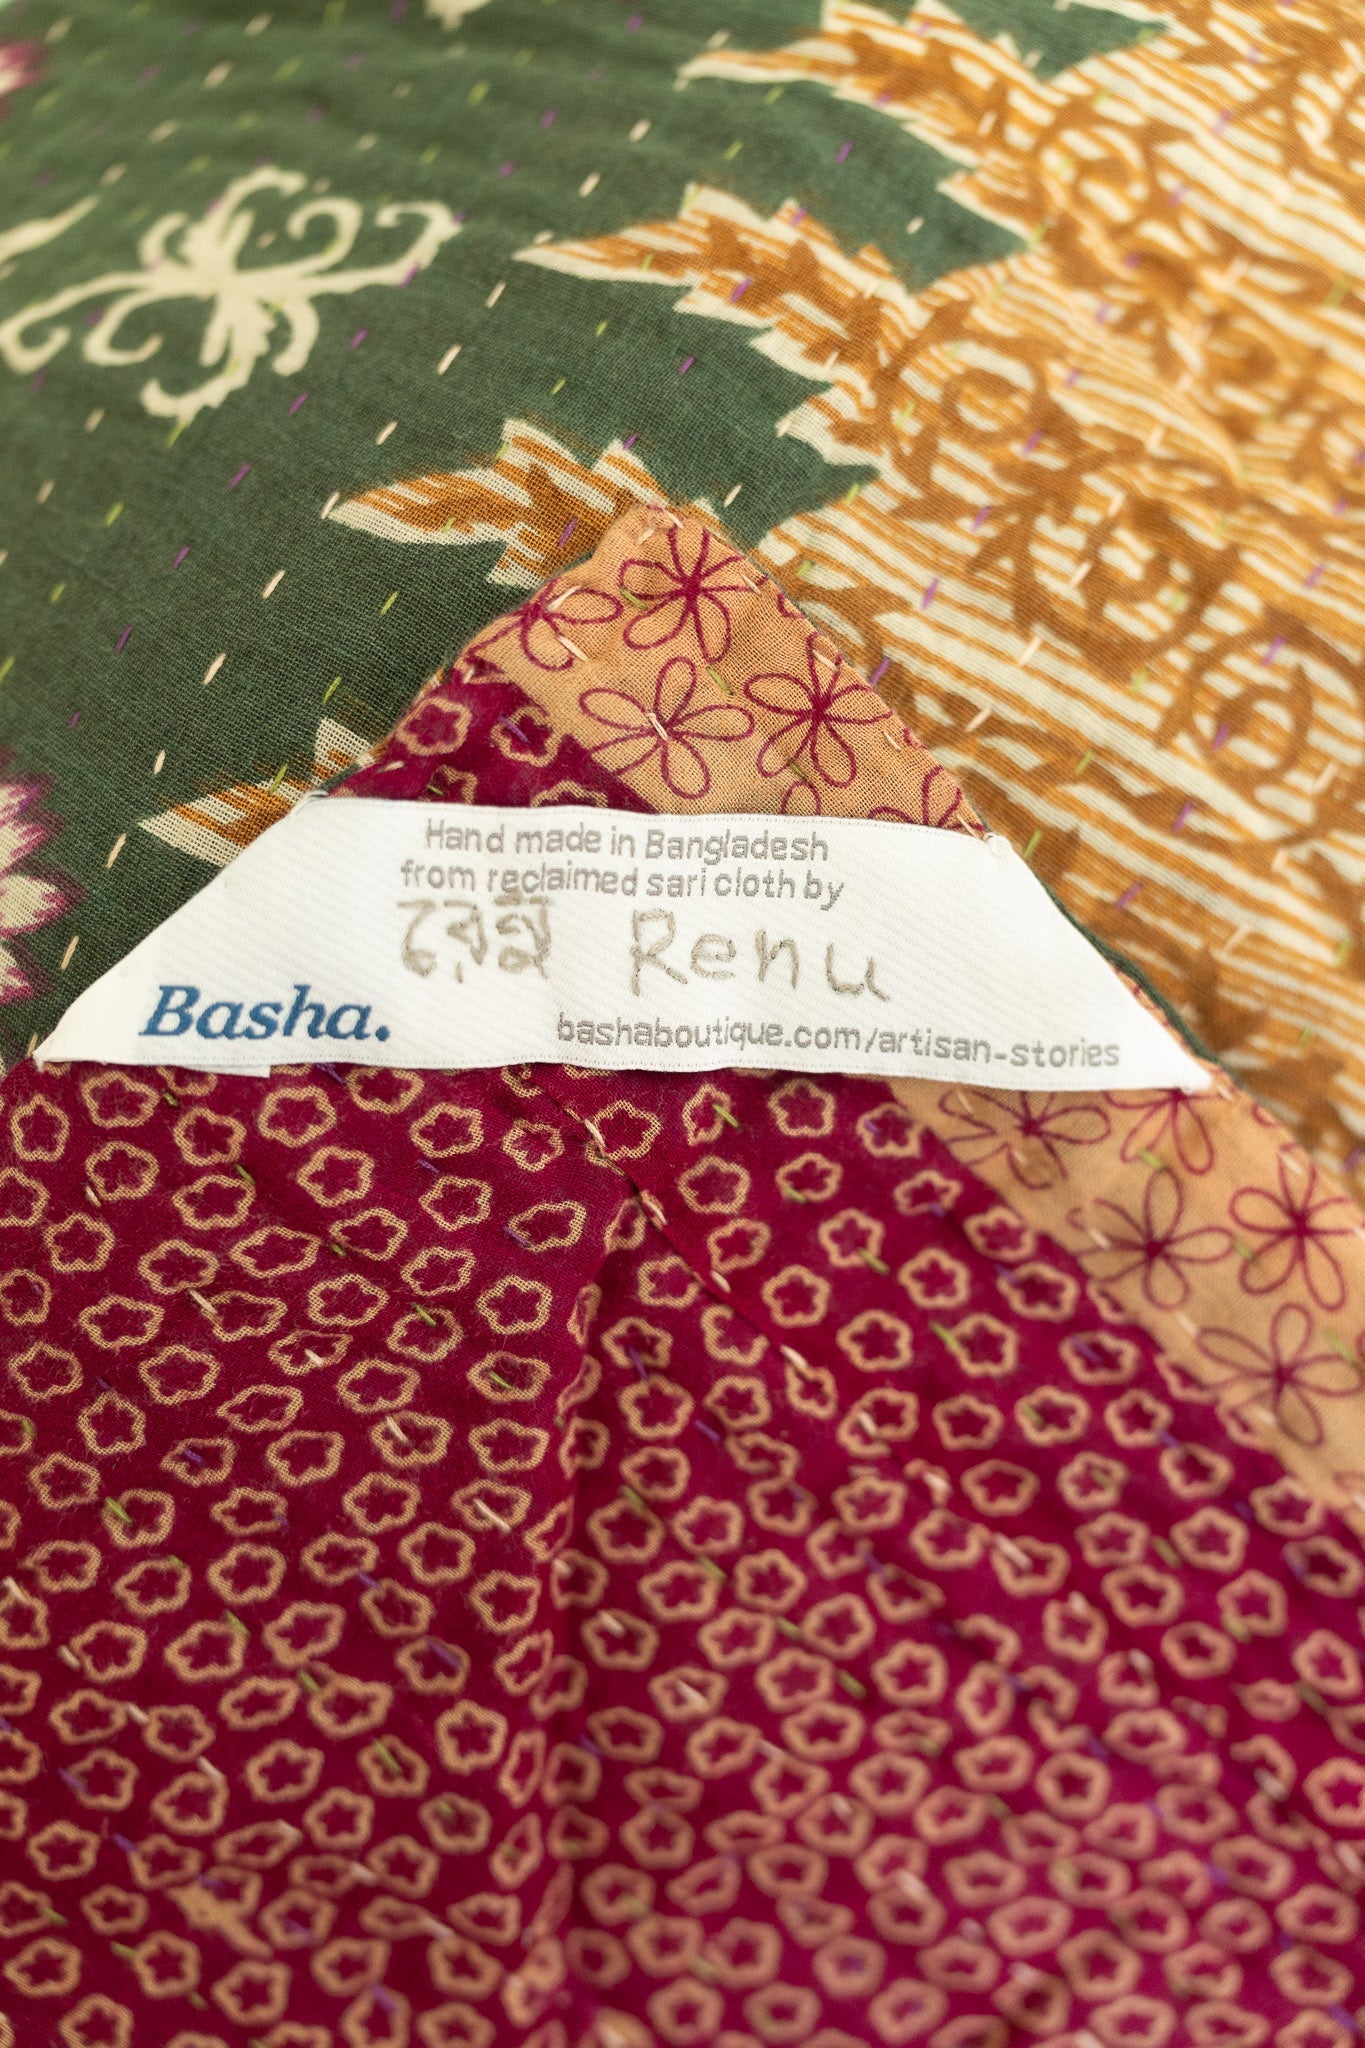 Hand made in Bangladesh
from reclaimed sari cloth by
রেনু Renu
Basha.
bashaboutique.com/artisan-stories